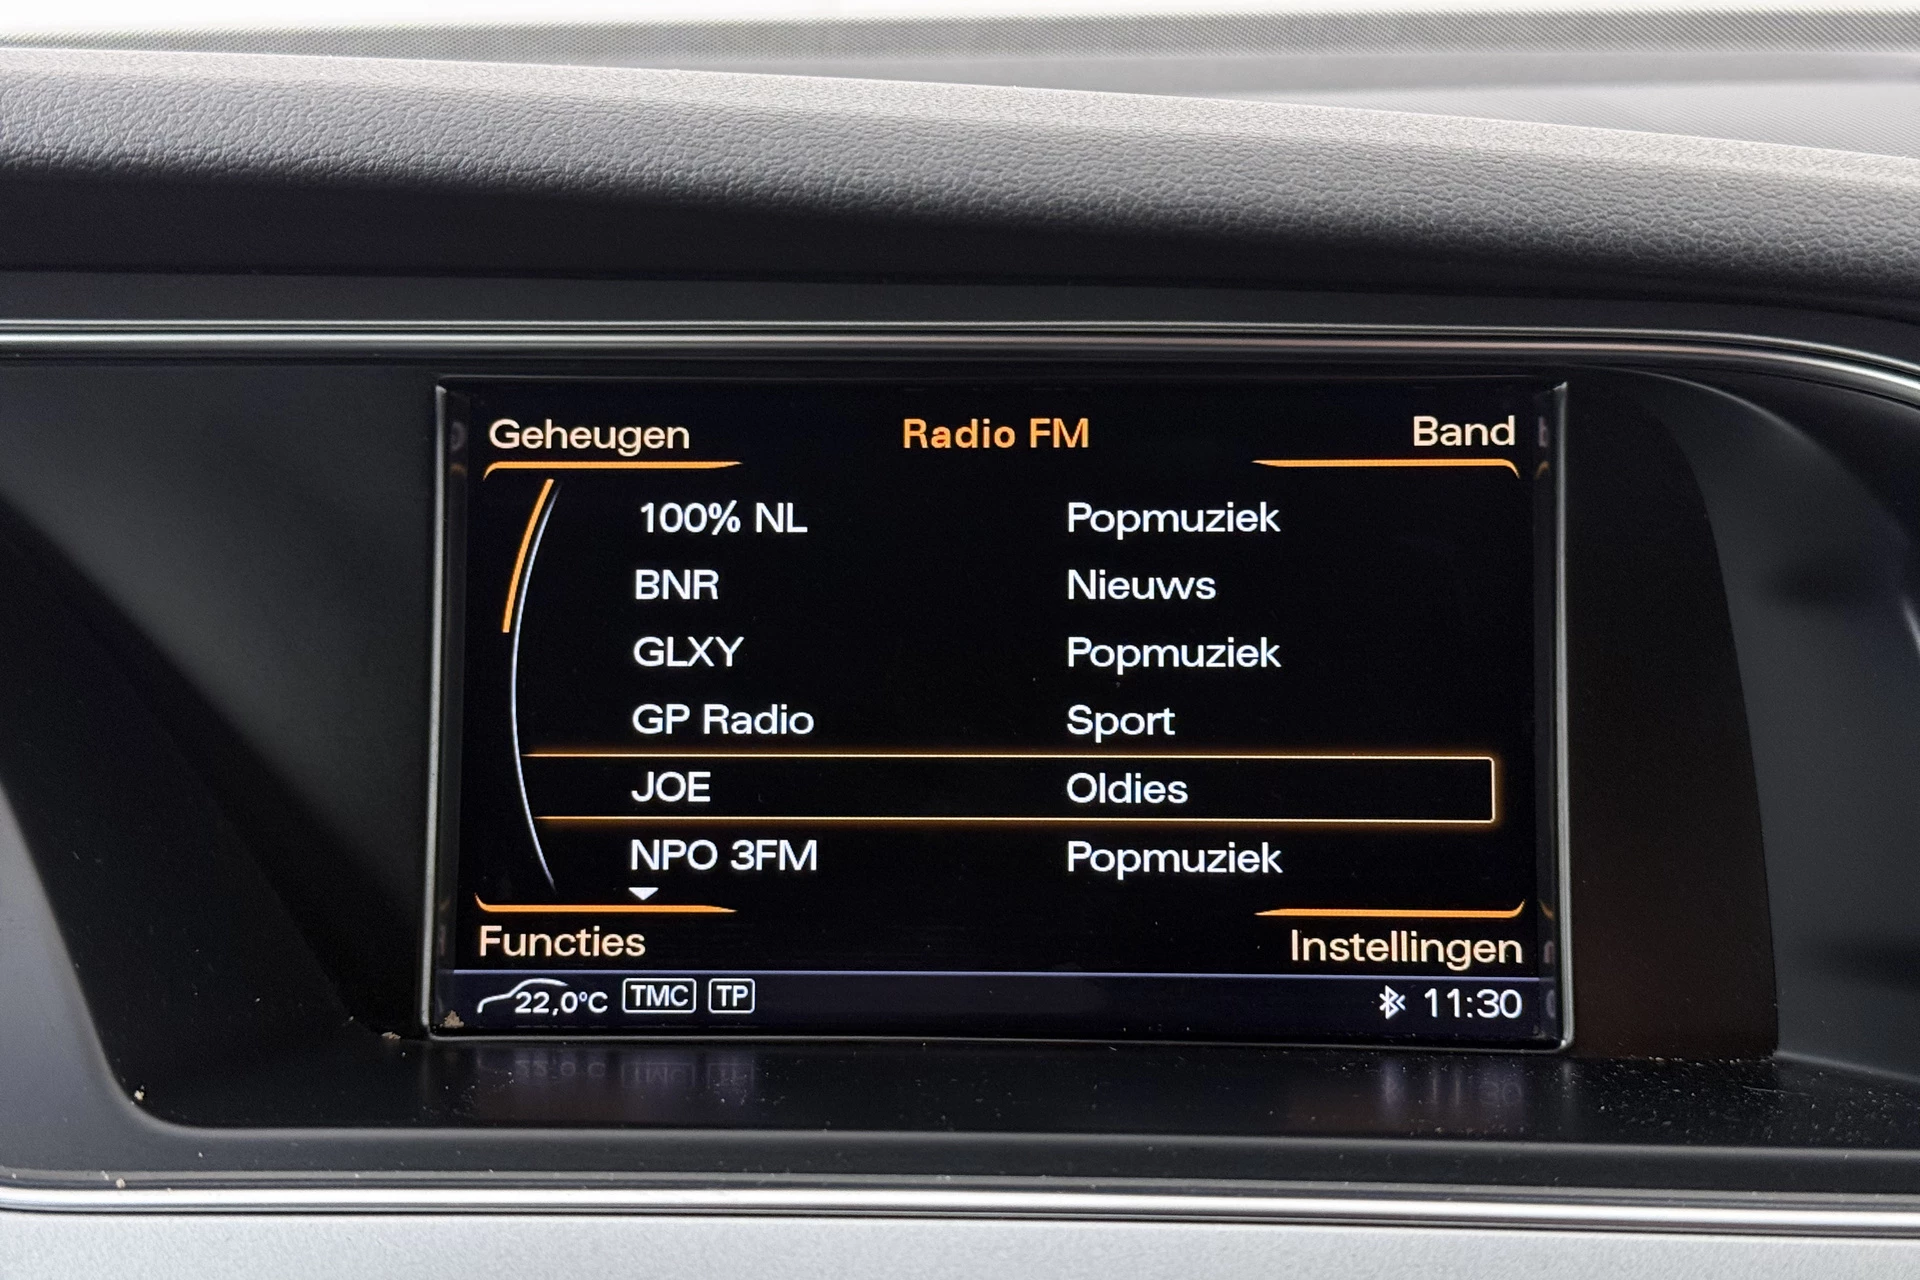 Geheugen Radio FM Band
100% NL Popmuziek
BNR Nieuws
GLXY Popmuziek
GP Radio Sport
JOE Oldies
NPO 3FM Popmuziek
Functies Instellingen
22,0°C TMC TP 11:30